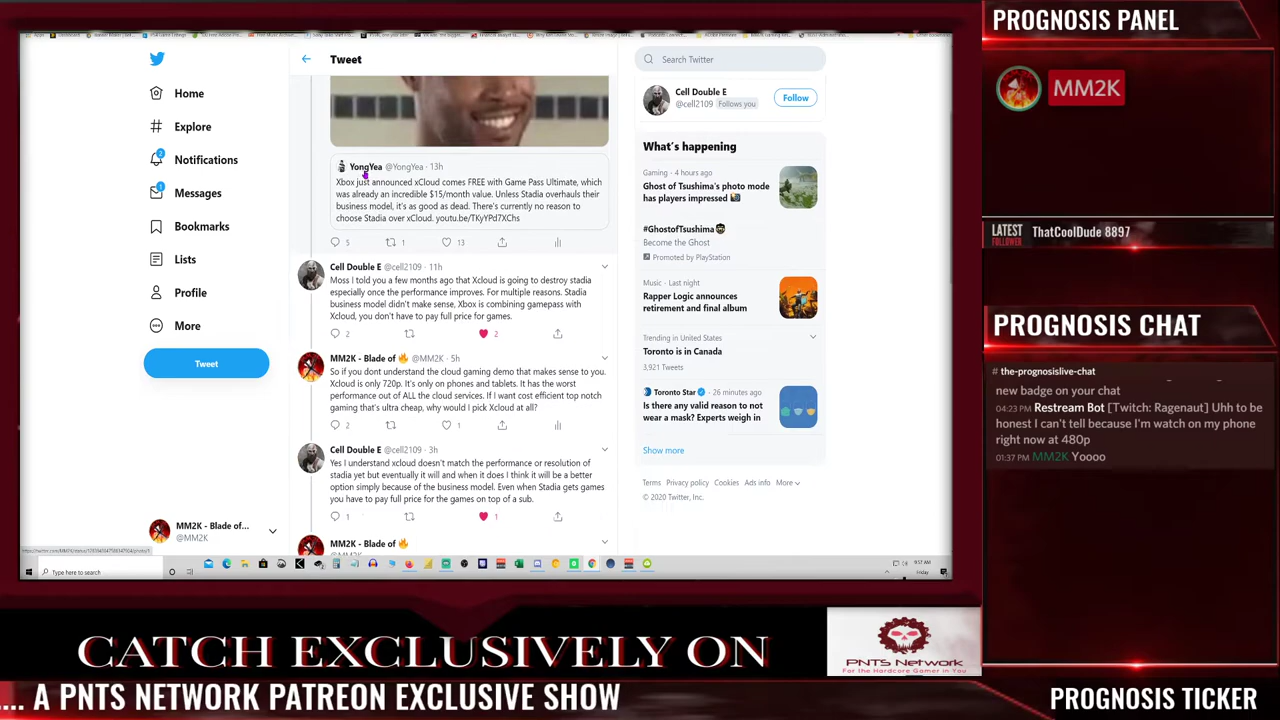 PROGNOSIS PANEL
MM2K
LATEST FOLLOWER ThatCoolDude 8897
PROGNOSIS CHAT
# the-prognosislive-chat
new badge on your chat
04:23 PM Restream Bot [Twitch: Ragenaut] Uhh to be
honest I can't tell because I'm watch on my phone
right now at 480p
01:37 PM MM2K Yoooo
Home
Explore
2
Notifications
1
Messages
Bookmarks
Lists
Profile
More
Tweet
MM2K - Blade of...
@MM2K
Tweet
YongYea @YongYea · 13h
Xbox just announced xCloud comes FREE with Game Pass Ultimate, which
was already an incredible $15/month value. Unless Stadia overhauls their
business model, it's as good as dead. There's currently no reason to
choose Stadia over xCloud. youtu.be/TKyYPd7XChs
5 1 13
Cell Double E @cell2109 · 11h
Moss I told you a few months ago that Xcloud is going to destroy stadia
especially once the performance improves. For multiple reasons. Stadia
business model didn't make sense, Xbox is combining gamepass with
Xcloud, you don't have to pay full price for games.
2 2
MM2K - Blade of 🔥 @MM2K · 5h
So if you dont understand the cloud gaming demo that makes sense to you.
Xcloud is only 720p. It's only on phones and tablets. It has the worst
performance out of ALL the cloud services. If I want cost efficient top notch
gaming that's ultra cheap, why would I pick Xcloud at all?
2 1
Cell Double E @cell2109 · 3h
Yes I understand xcloud doesn't match the performance or resolution of
stadia yet but eventually it will and when it does I think it will be a better
option simply because of the business model. Even when Stadia gets games
you have to pay full price for the games on top of a sub.
1 1
MM2K - Blade of 🔥
Search Twitter
Cell Double E
@cell2109 Follows you
Follow
What's happening
Gaming · 4 hours ago
Ghost of Tsushima's photo mode
has players impressed 📸
#GhostofTsushima
Become the Ghost
Promoted by PlayStation
Music · Last night
Rapper Logic announces
retirement and final album
Trending in United States
Toronto is in Canada
3,921 Tweets
Toronto Star · 26 minutes ago
Is there any valid reason to not
wear a mask? Experts weigh in
Show more
Terms Privacy policy Cookies Ads info More
© 2020 Twitter, Inc.
Type here to search
9:57 AM
Friday
CATCH EXCLUSIVELY ON
PNTS Network
For the Hardcore Gamer in You
.... A PNTS NETWORK PATREON EXCLUSIVE SHOW
PROGNOSIS TICKER